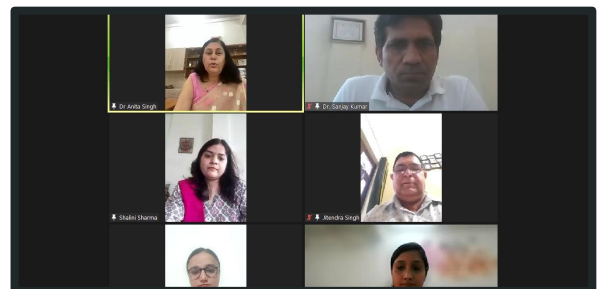 Dr Anita Singh
Dr. Sanjay Kumar
Shalini Sharma
Jitendra Singh